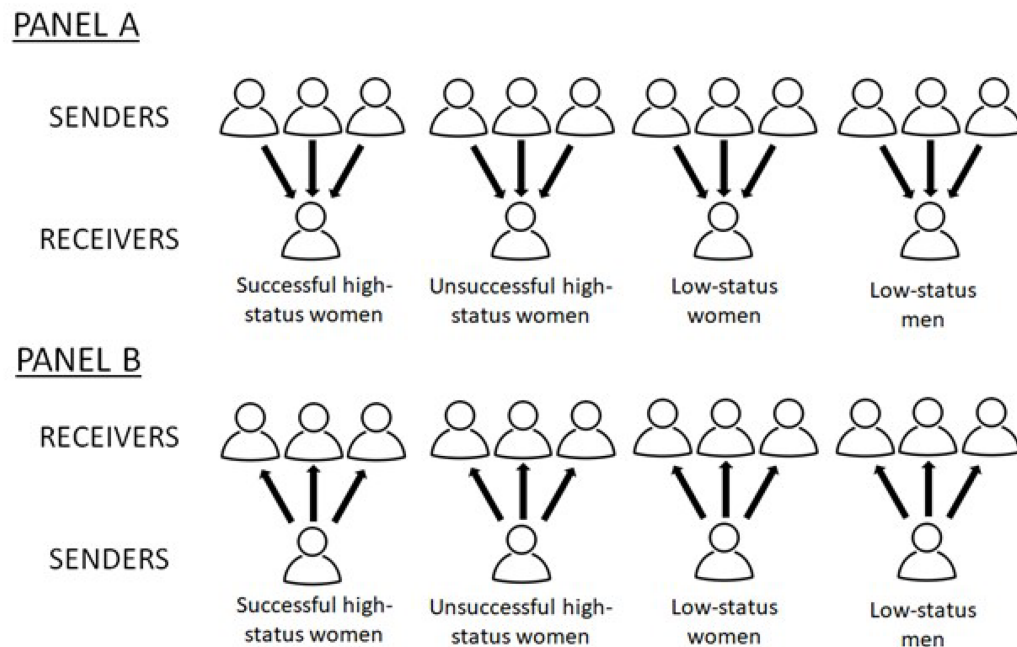 PANEL A
SENDERS
RECEIVERS
Successful high-
status women
Unsuccessful high-
status women
Low-status
women
Low-status
men
PANEL B
RECEIVERS
SENDERS
Successful high-
status women
Unsuccessful high-
status women
Low-status
women
Low-status
men